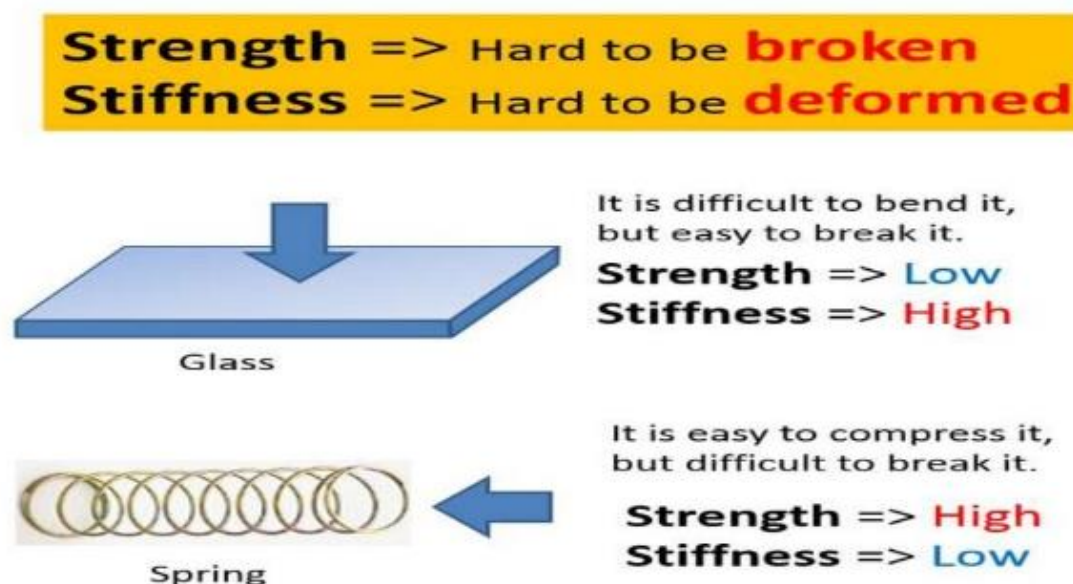 Strength => Hard to be broken
Stiffness => Hard to be deformed
It is difficult to bend it,
but easy to break it.
Strength => Low
Stiffness => High
Glass
It is easy to compress it,
but difficult to break it.
Strength => High
Stiffness => Low
Spring